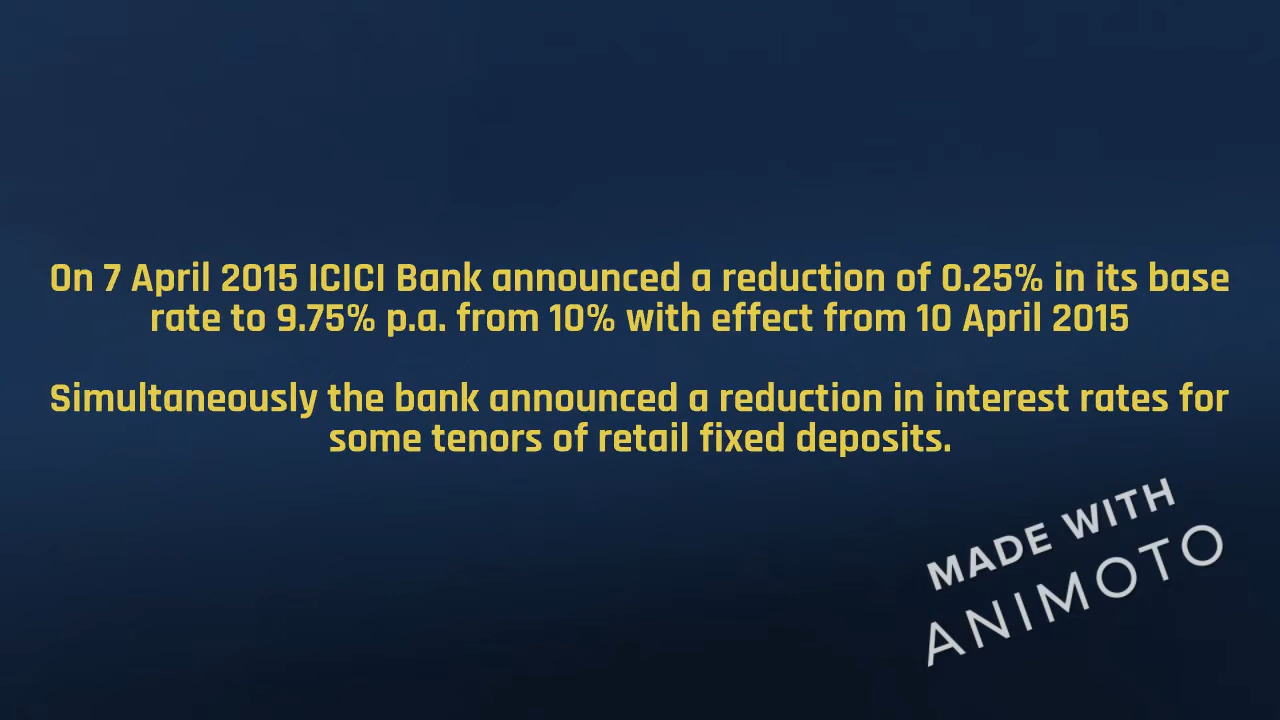 On 7 April 2015 ICICI Bank announced a reduction of 0.25% in its base
rate to 9.75% p.a. from 10% with effect from 10 April 2015
Simultaneously the bank announced a reduction in interest rates for
some tenors of retail fixed deposits.
MADE WITH
ANIMOTO